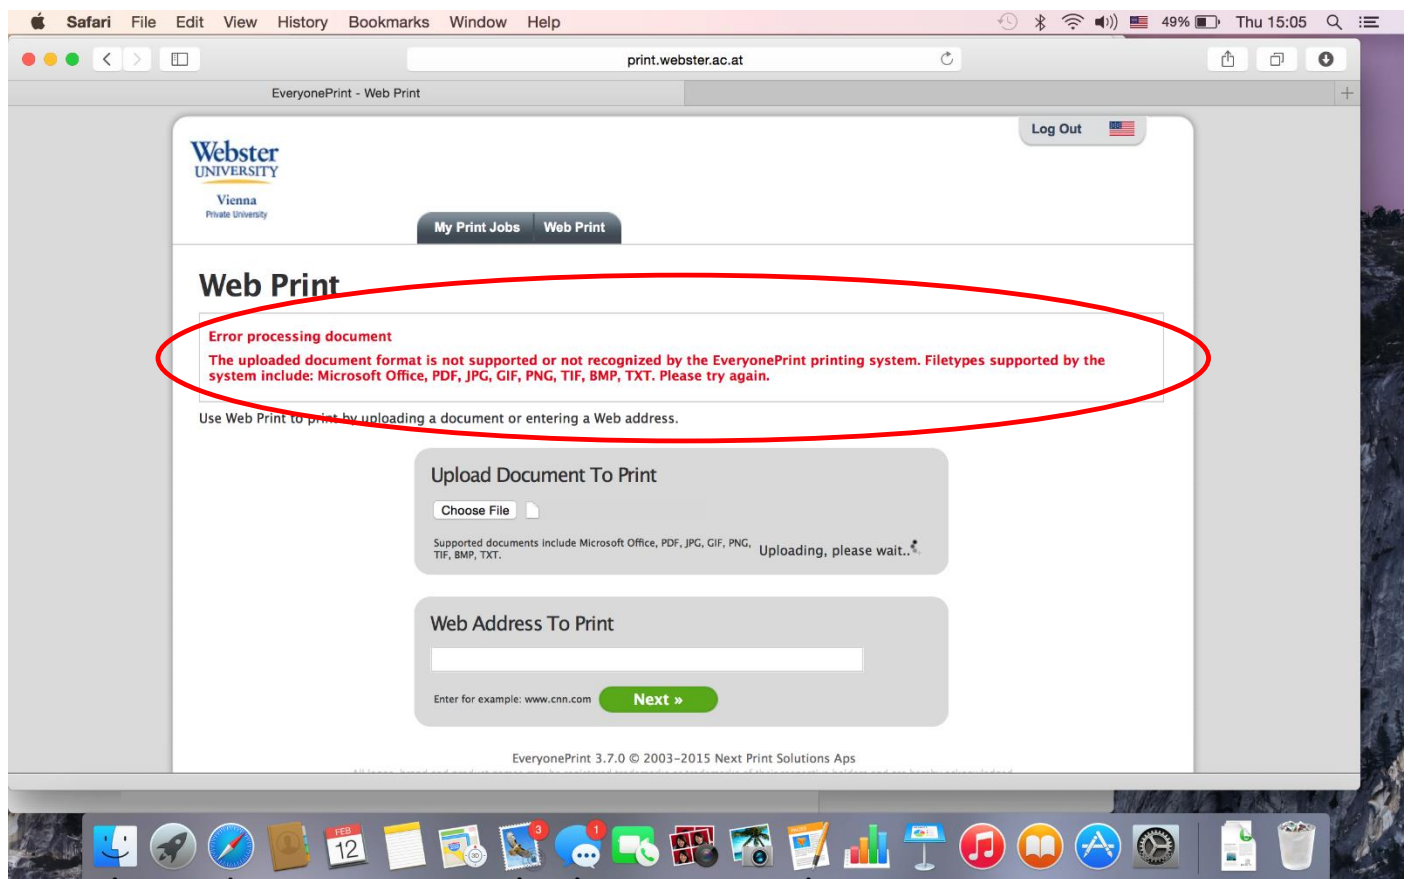 Safari File Edit View History Bookmarks Window Help 49% Thu 15:05
print.webster.ac.at
EveryonePrint - Web Print
Log Out
Webster
UNIVERSITY
Vienna
Private University
My Print Jobs Web Print
Web Print
Error processing document
The uploaded document format is not supported or not recognized by the EveryonePrint printing system. Filetypes supported by the
system include: Microsoft Office, PDF, JPG, GIF, PNG, TIF, BMP, TXT. Please try again.
Use Web Print to print by uploading a document or entering a Web address.
Upload Document To Print
Choose File
Supported documents include Microsoft Office, PDF, JPG, GIF, PNG,
TIF, BMP, TXT.
Uploading, please wait..
Web Address To Print
Enter for example: www.cnn.com Next »
EveryonePrint 3.7.0 © 2003-2015 Next Print Solutions Aps
FEB
12
3
1